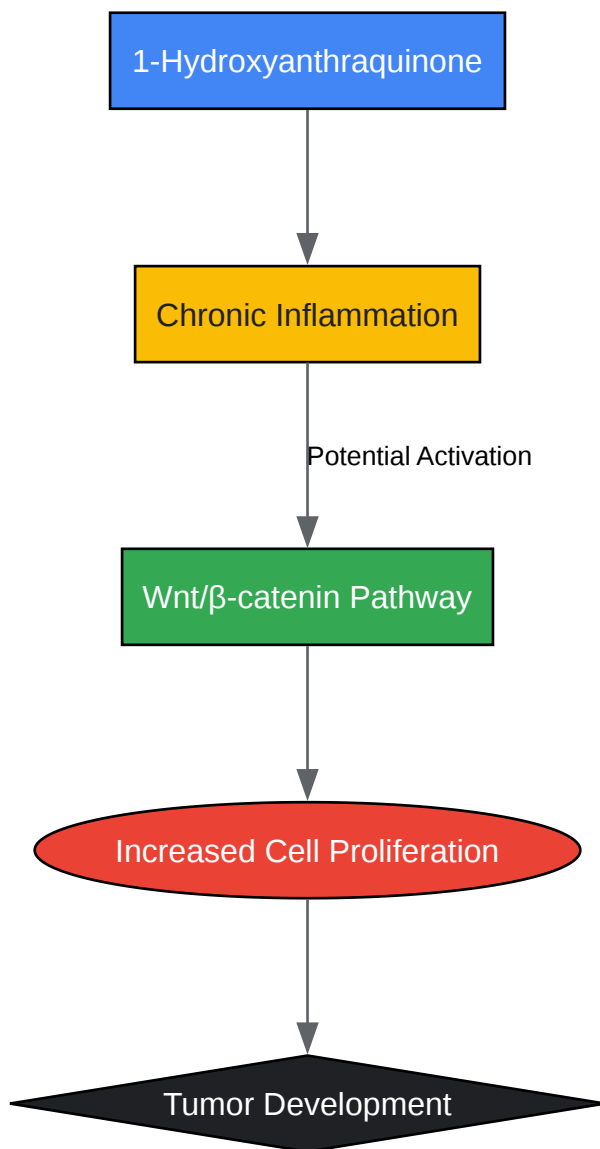 1-Hydroxyanthraquinone
Chronic Inflammation
Potential Activation
Wnt/β-catenin Pathway
Increased Cell Proliferation
Tumor Development